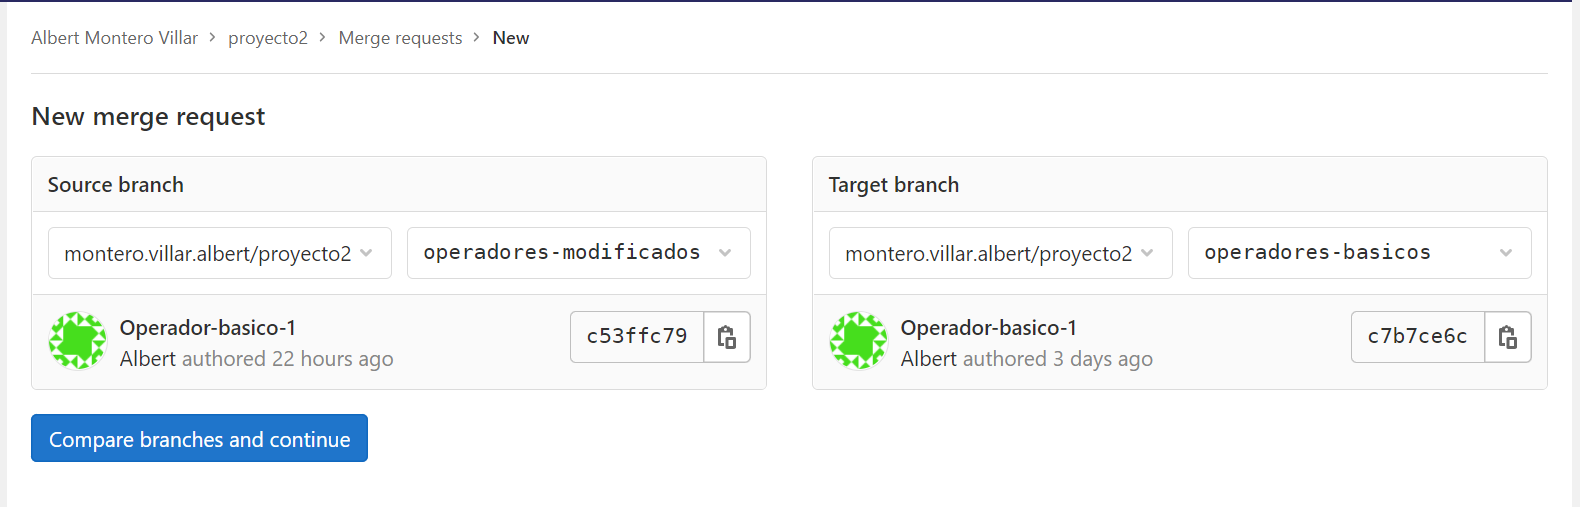 Albert Montero Villar > proyecto2 > Merge requests > New
New merge request
Source branch
montero.villar.albert/proyecto2 operadores-modificados
Operador-basico-1
Albert authored 22 hours ago
c53ffc79
Target branch
montero.villar.albert/proyecto2 operadores-basicos
Operador-basico-1
Albert authored 3 days ago
c7b7ce6c
Compare branches and continue